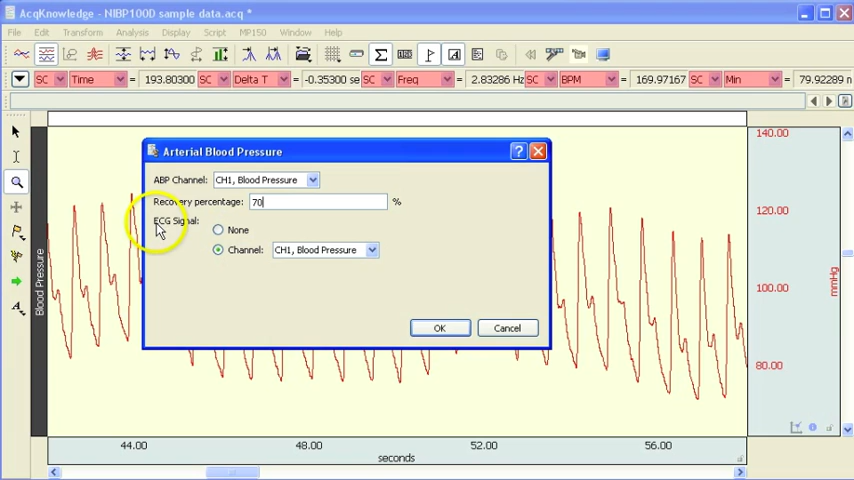 AcqKnowledge - NIBP100D sample data.acq *
File Edit Transform Analysis Display Script MP150 Window Help
SC Time 193.80300 SC Delta T -0.35300 se SC Freq 2.83286 Hz SC BPM 169.97167 SC Min 79.92289 n
Arterial Blood Pressure
ABP Channel: CH1, Blood Pressure
Recovery percentage: 70 %
ECG Signal:
None
Channel: CH1, Blood Pressure
OK Cancel
Blood Pressure
140.00
120.00
100.00
80.00
mmHg
44.00 48.00 52.00 56.00
seconds